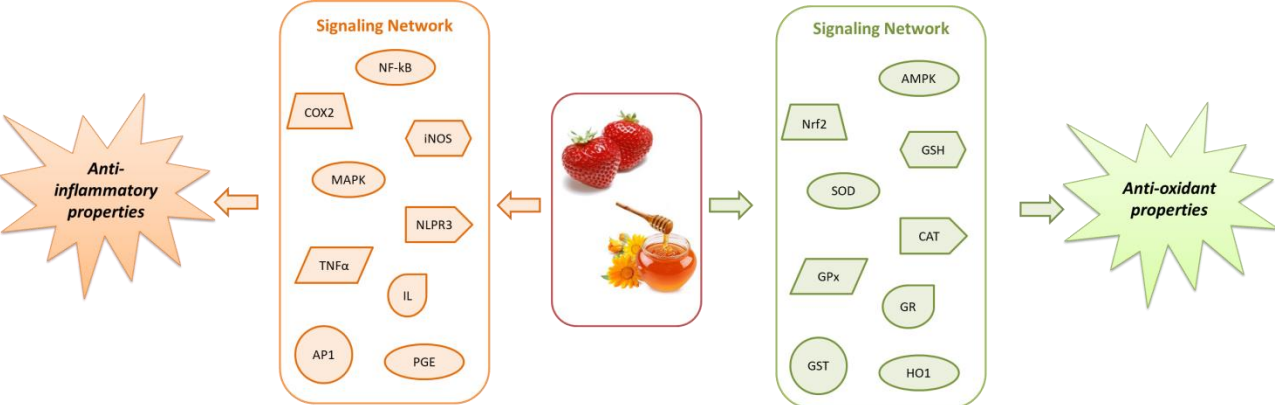 Signaling Network
NF-kB
COX2
iNOS
MAPK
NLPR3
TNFα
IL
AP1
PGE
Anti-
inflammatory
properties
Signaling Network
AMPK
Nrf2
GSH
SOD
CAT
GPx
GR
GST
HO1
Anti-oxidant
properties